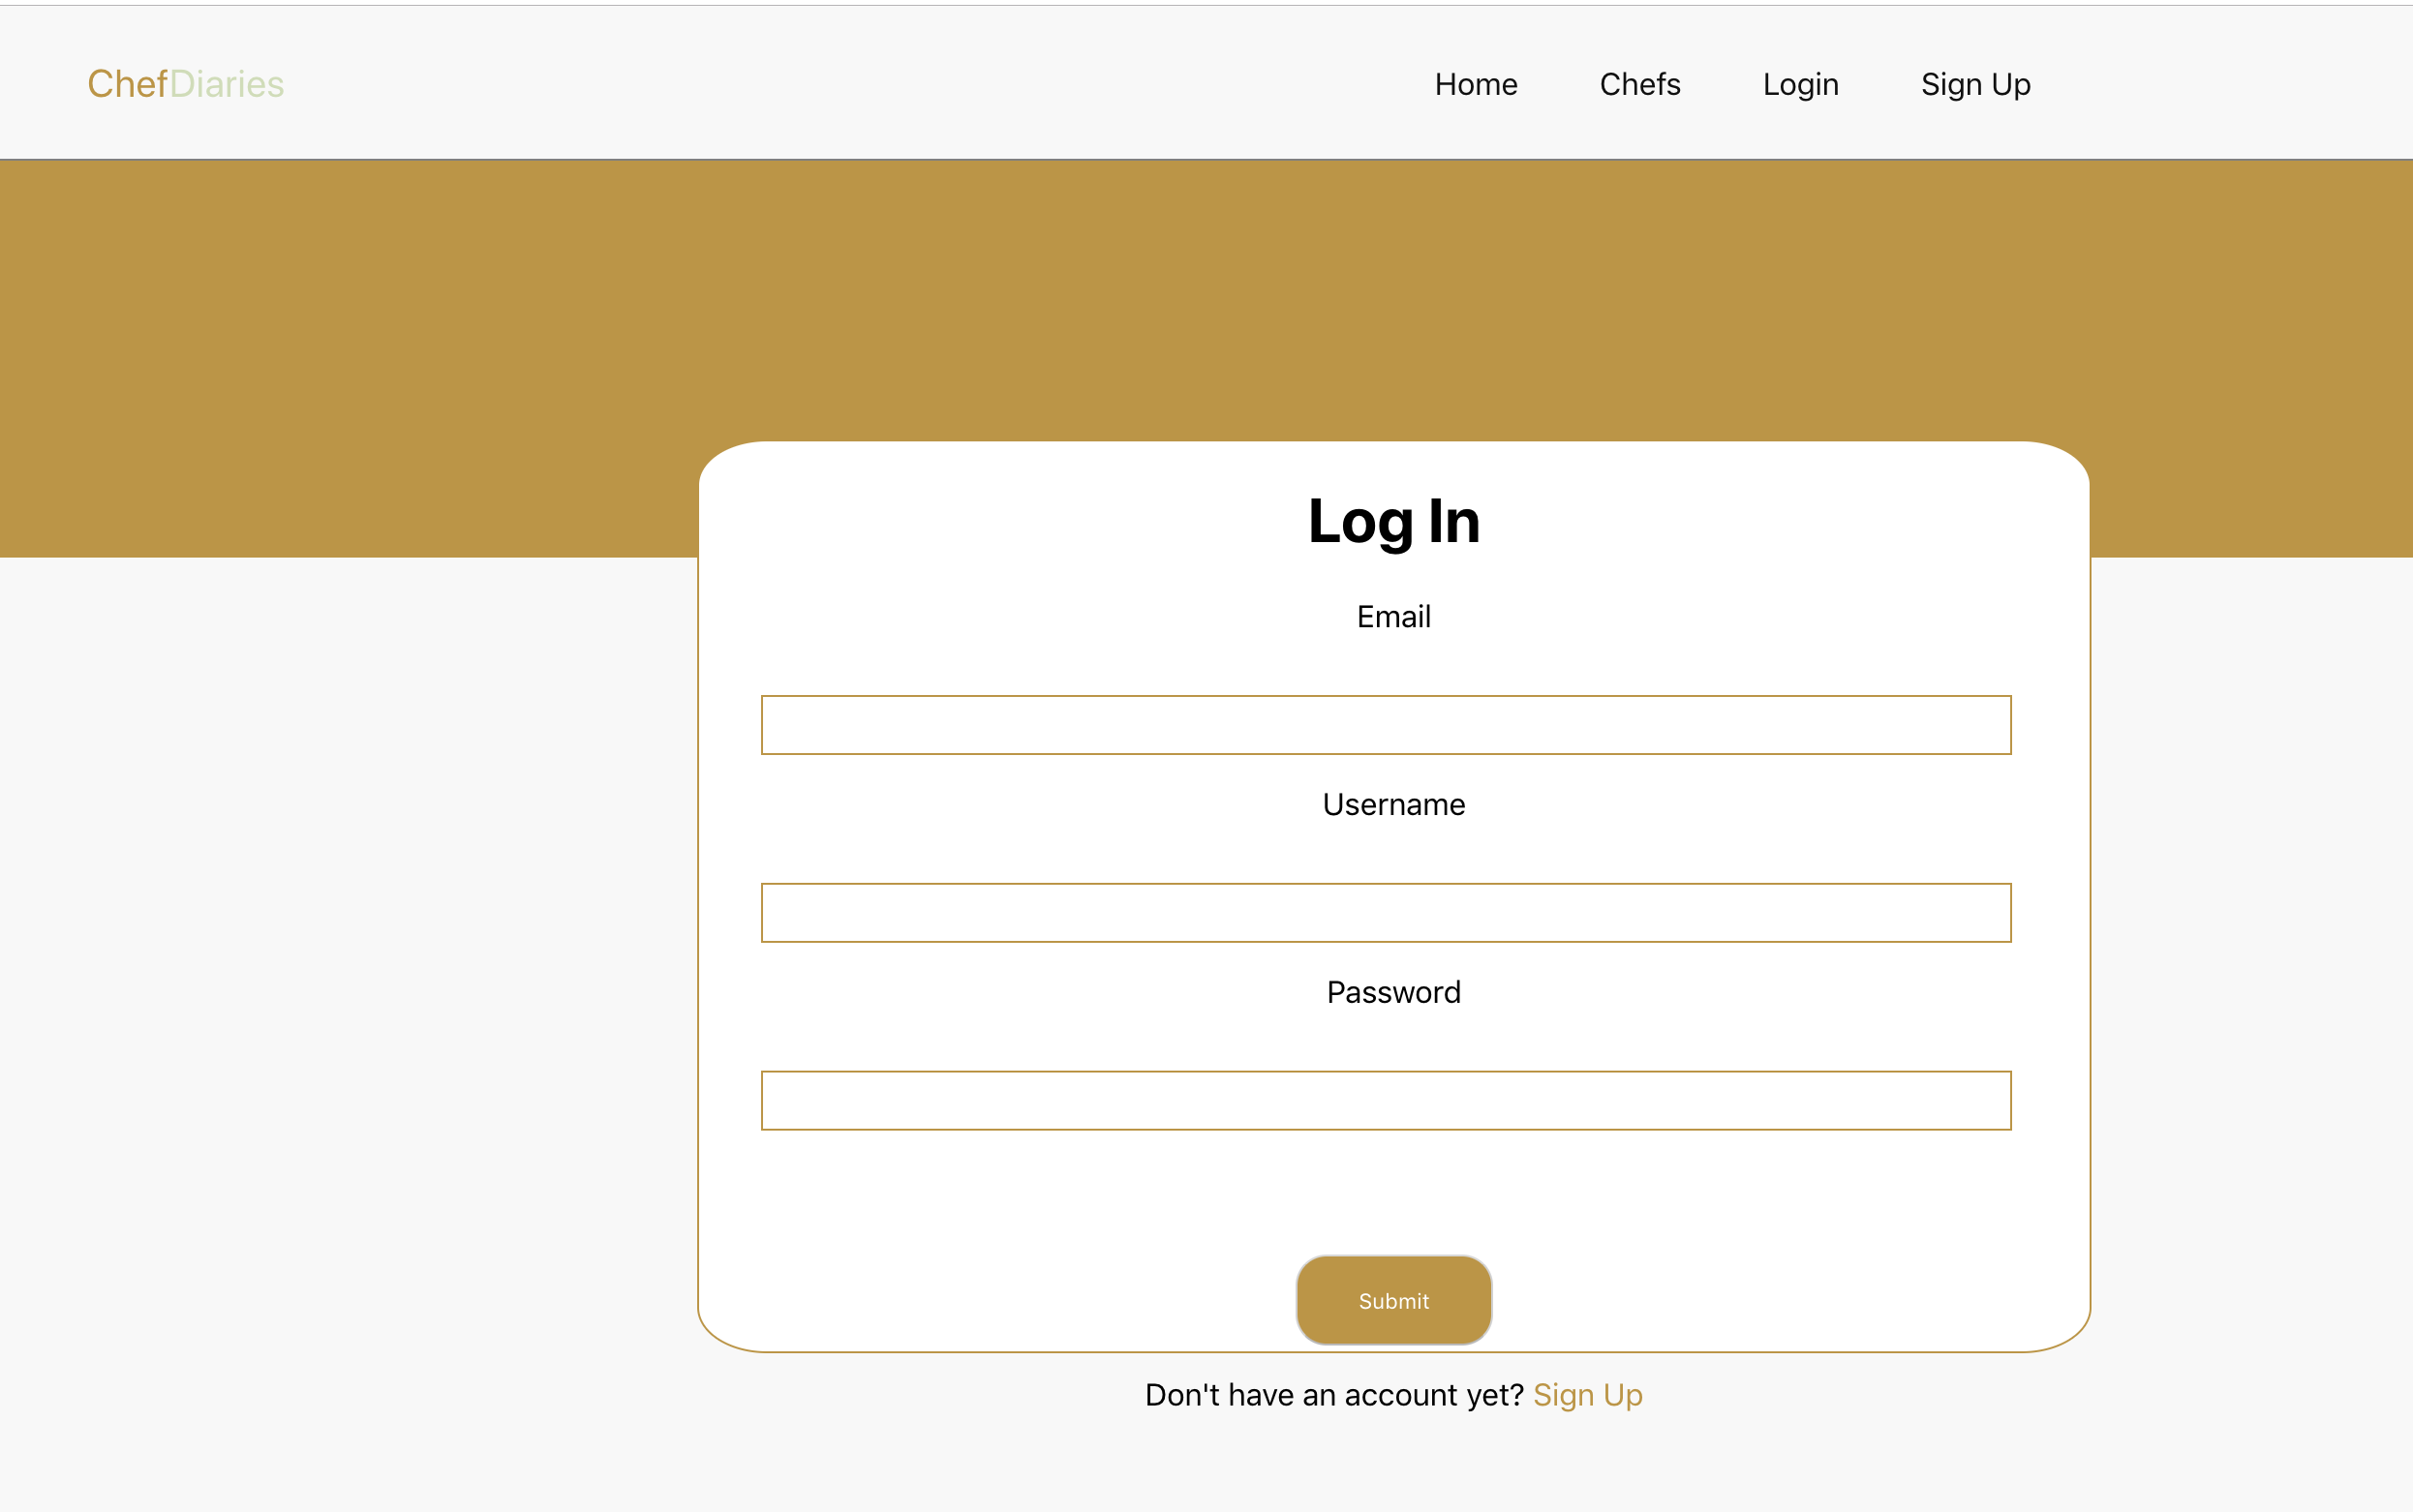 ChefDiaries Home Chefs Login Sign Up
Log In
Email
Username
Password
Submit
Don't have an account yet? Sign Up